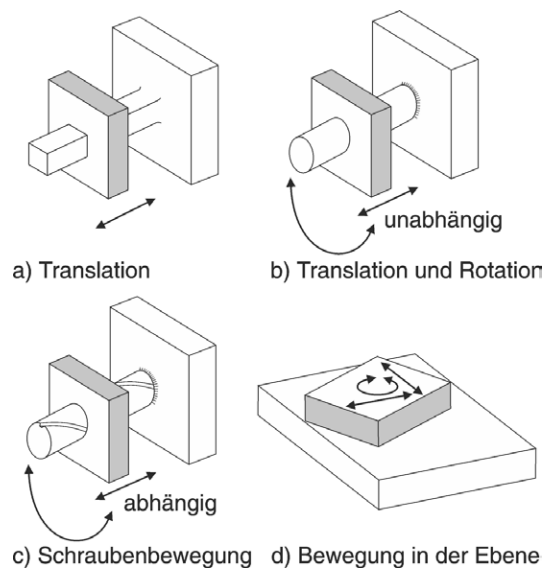 unabhängig
a) Translation
b) Translation und Rotation
abhängig
c) Schraubenbewegung
d) Bewegung in der Ebene